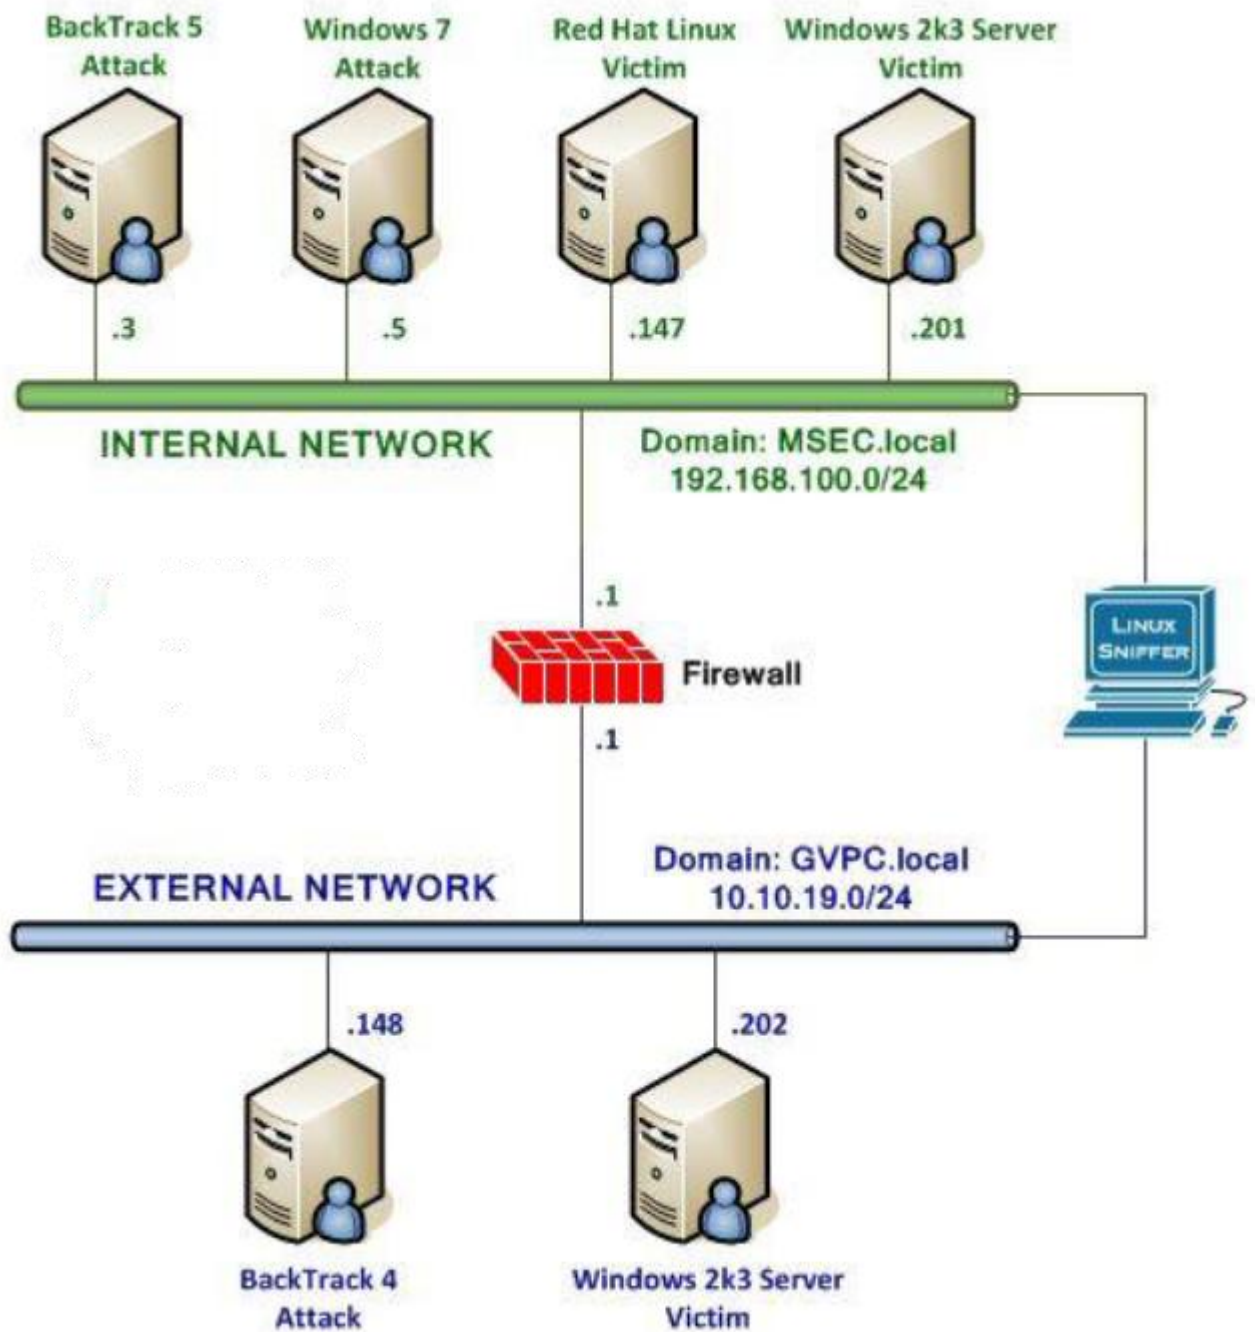 BackTrack 5
Attack
Windows 7
Attack
Red Hat Linux
Victim
Windows 2k3 Server
Victim
.3
.5
.147
.201
INTERNAL NETWORK
Domain: MSEC.local
192.168.100.0/24
.1
Firewall
.1
LINUX
SNIFFER
EXTERNAL NETWORK
Domain: GVPC.local
10.10.19.0/24
.148
.202
BackTrack 4
Attack
Windows 2k3 Server
Victim